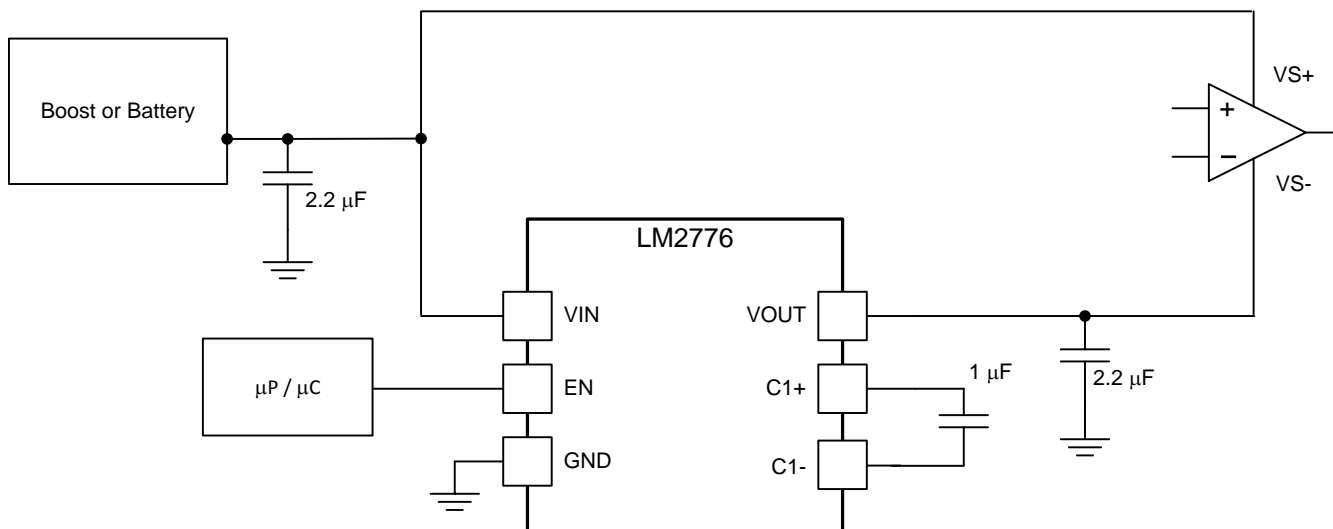 VS+
Boost or Battery
+
−
VS-
2.2 μF
LM2776
VIN
VOUT
μP / μC
EN
C1+
1 μF
2.2 μF
GND
C1-